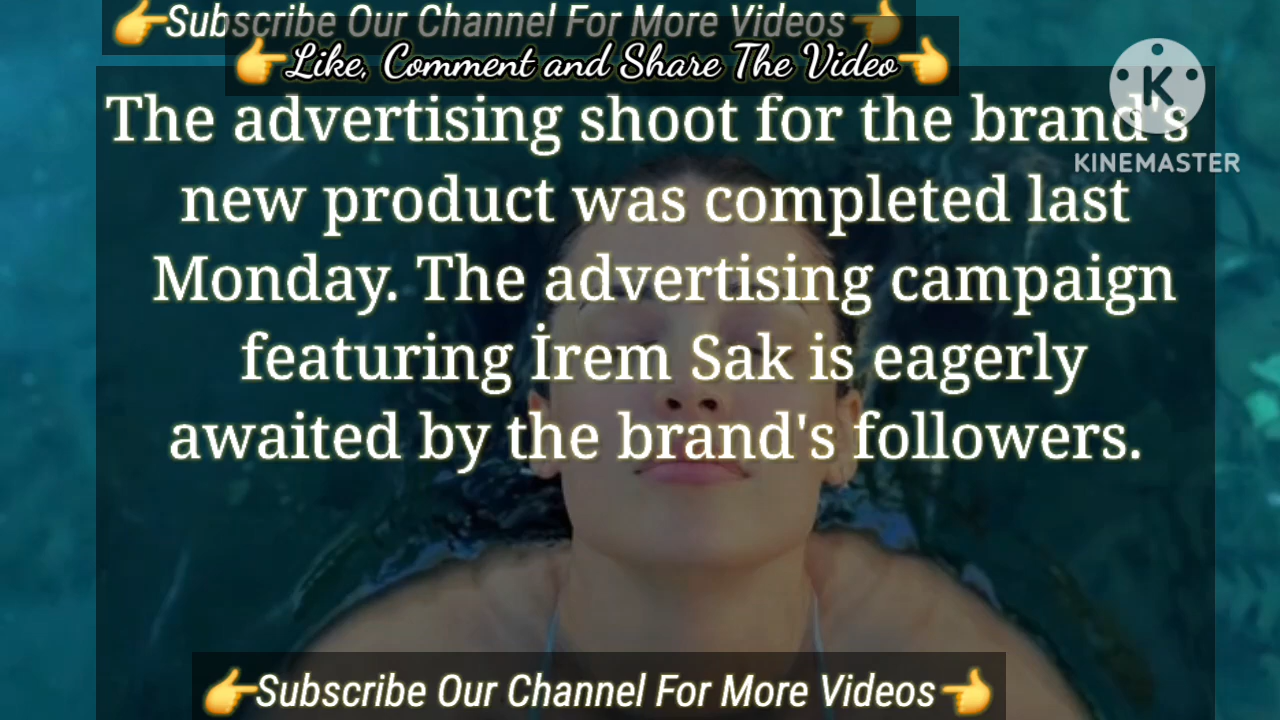 👉Subscribe Our Channel For More Videos👈
👉Like, Comment and Share The Video👈
The advertising shoot for the brand's
new product was completed last
Monday. The advertising campaign
featuring İrem Sak is eagerly
awaited by the brand's followers.
K
KINEMASTER
👉Subscribe Our Channel For More Videos👈